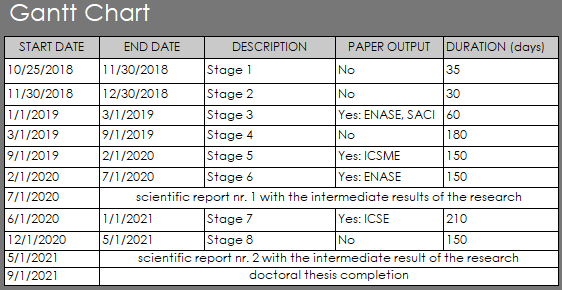 Gantt Chart
START DATE END DATE DESCRIPTION PAPER OUTPUT DURATION (days)
10/25/2018 11/30/2018 Stage 1 No 35
11/30/2018 12/30/2018 Stage 2 No 30
1/1/2019 3/1/2019 Stage 3 Yes: ENASE, SACI 60
3/1/2019 9/1/2019 Stage 4 No 180
9/1/2019 2/1/2020 Stage 5 Yes: ICSME 150
2/1/2020 7/1/2020 Stage 6 Yes: ENASE 150
7/1/2020 scientific report nr. 1 with the intermediate results of the research
6/1/2020 1/1/2021 Stage 7 Yes: ICSE 210
12/1/2020 5/1/2021 Stage 8 No 150
5/1/2021 scientific report nr. 2 with the intermediate result of the research
9/1/2021 doctoral thesis completion